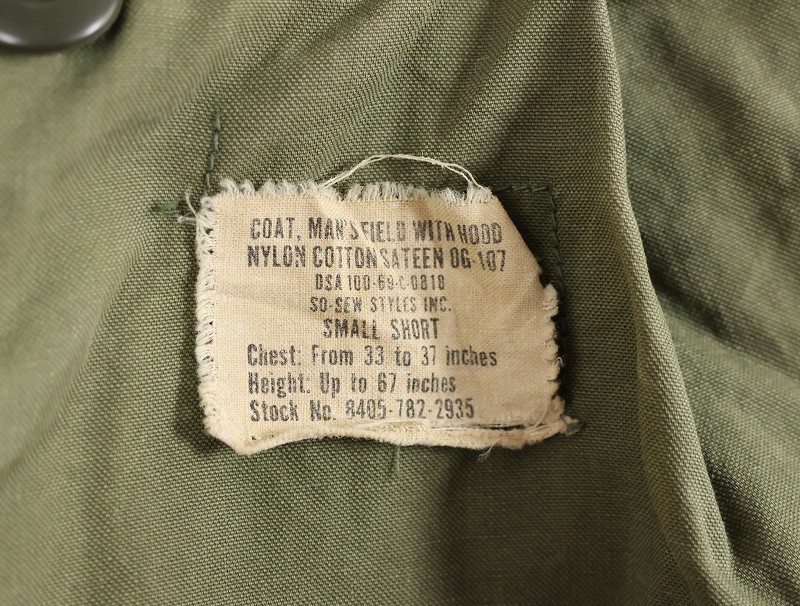 COAT, MAN'S FIELD WITH HOOD
NYLON COTTON SATEEN OG 107
DSA 100-69-C-0810
SO-SEW STYLES INC.
SMALL SHORT
Chest: From 33 to 37 inches
Height: Up to 67 inches
Stock No. 8405-782-2935